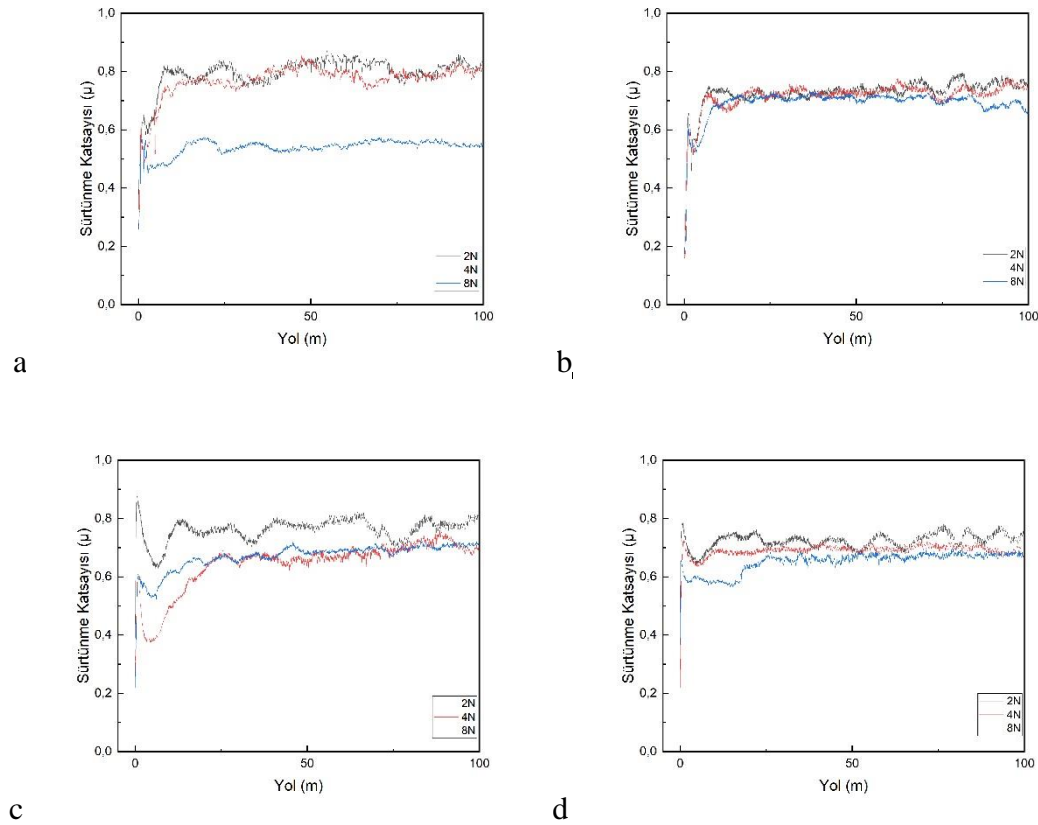 1,0
0,8
0,6
0,4
0,2
0,0
Sürtünme Katsayısı (μ)
2N
4N
8N
0 50 100
Yol (m)
a
1,0
0,8
0,6
0,4
0,2
0,0
Sürtünme Katsayısı (μ)
2N
4N
8N
0 50 100
Yol (m)
b
1,0
0,8
0,6
0,4
0,2
0,0
Sürtünme Katsayısı (μ)
2N
4N
8N
0 50 100
Yol (m)
c
1,0
0,8
0,6
0,4
0,2
0,0
Sürtünme Katsayısı (μ)
2N
4N
8N
0 50 100
Yol (m)
d